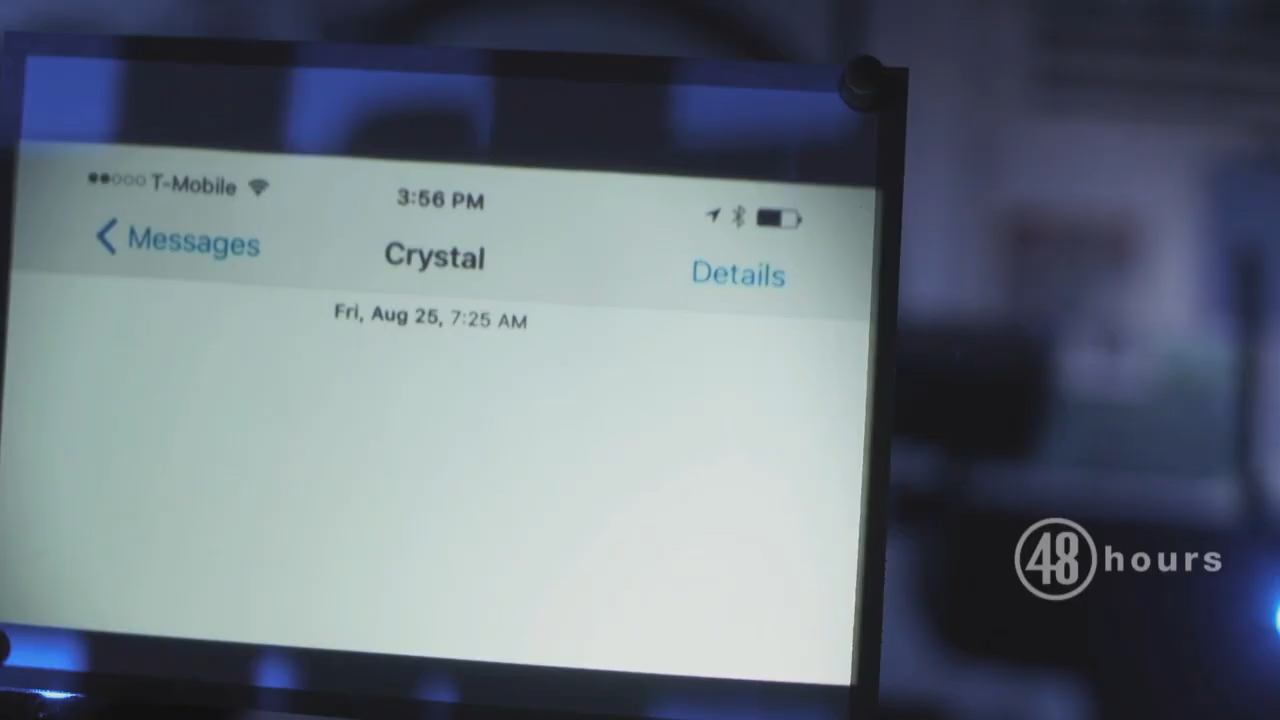 T-Mobile 3:56 PM
Messages Crystal Details
Fri, Aug 25, 7:25 AM
48 hours